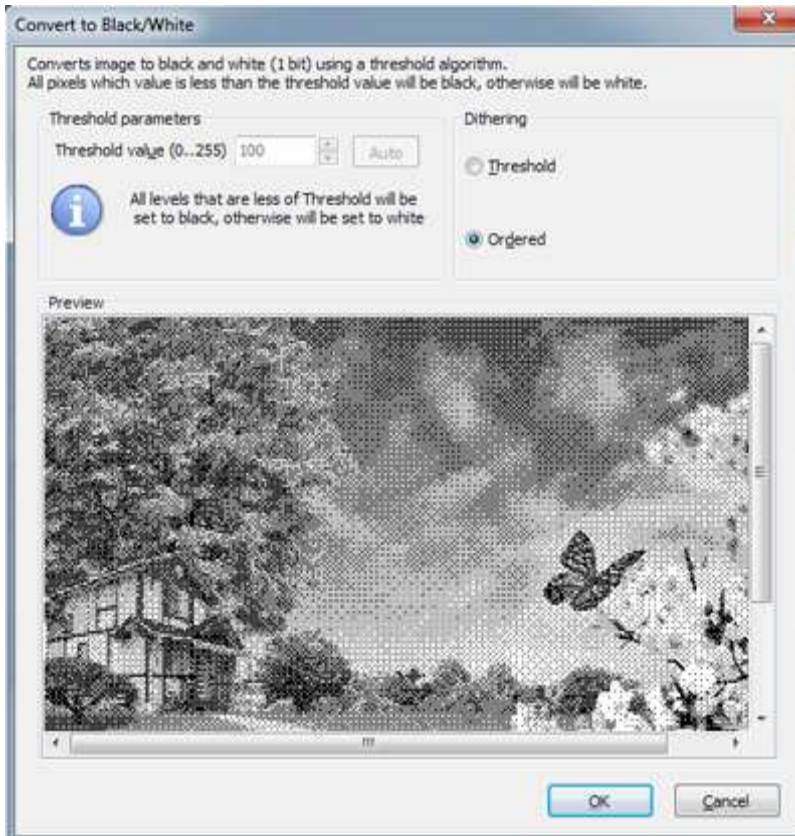 Convert to Black/White
Converts image to black and white (1 bit) using a threshold algorithm.
All pixels which value is less than the threshold value will be black, otherwise will be white.
Threshold parameters
Threshold value (0...255) 100 Auto
All levels that are less of Threshold will be
set to black, otherwise will be set to white
Dithering
Threshold
Ordered
Preview
OK Cancel